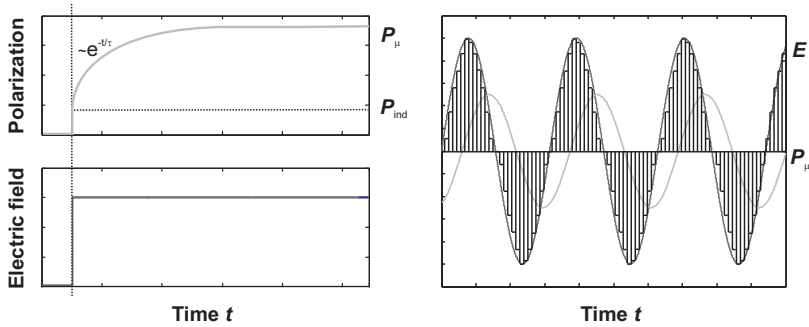 Polarization
~e-t/τ
Pμ
Pind
Electric field
Time t
E
Pμ
Time t